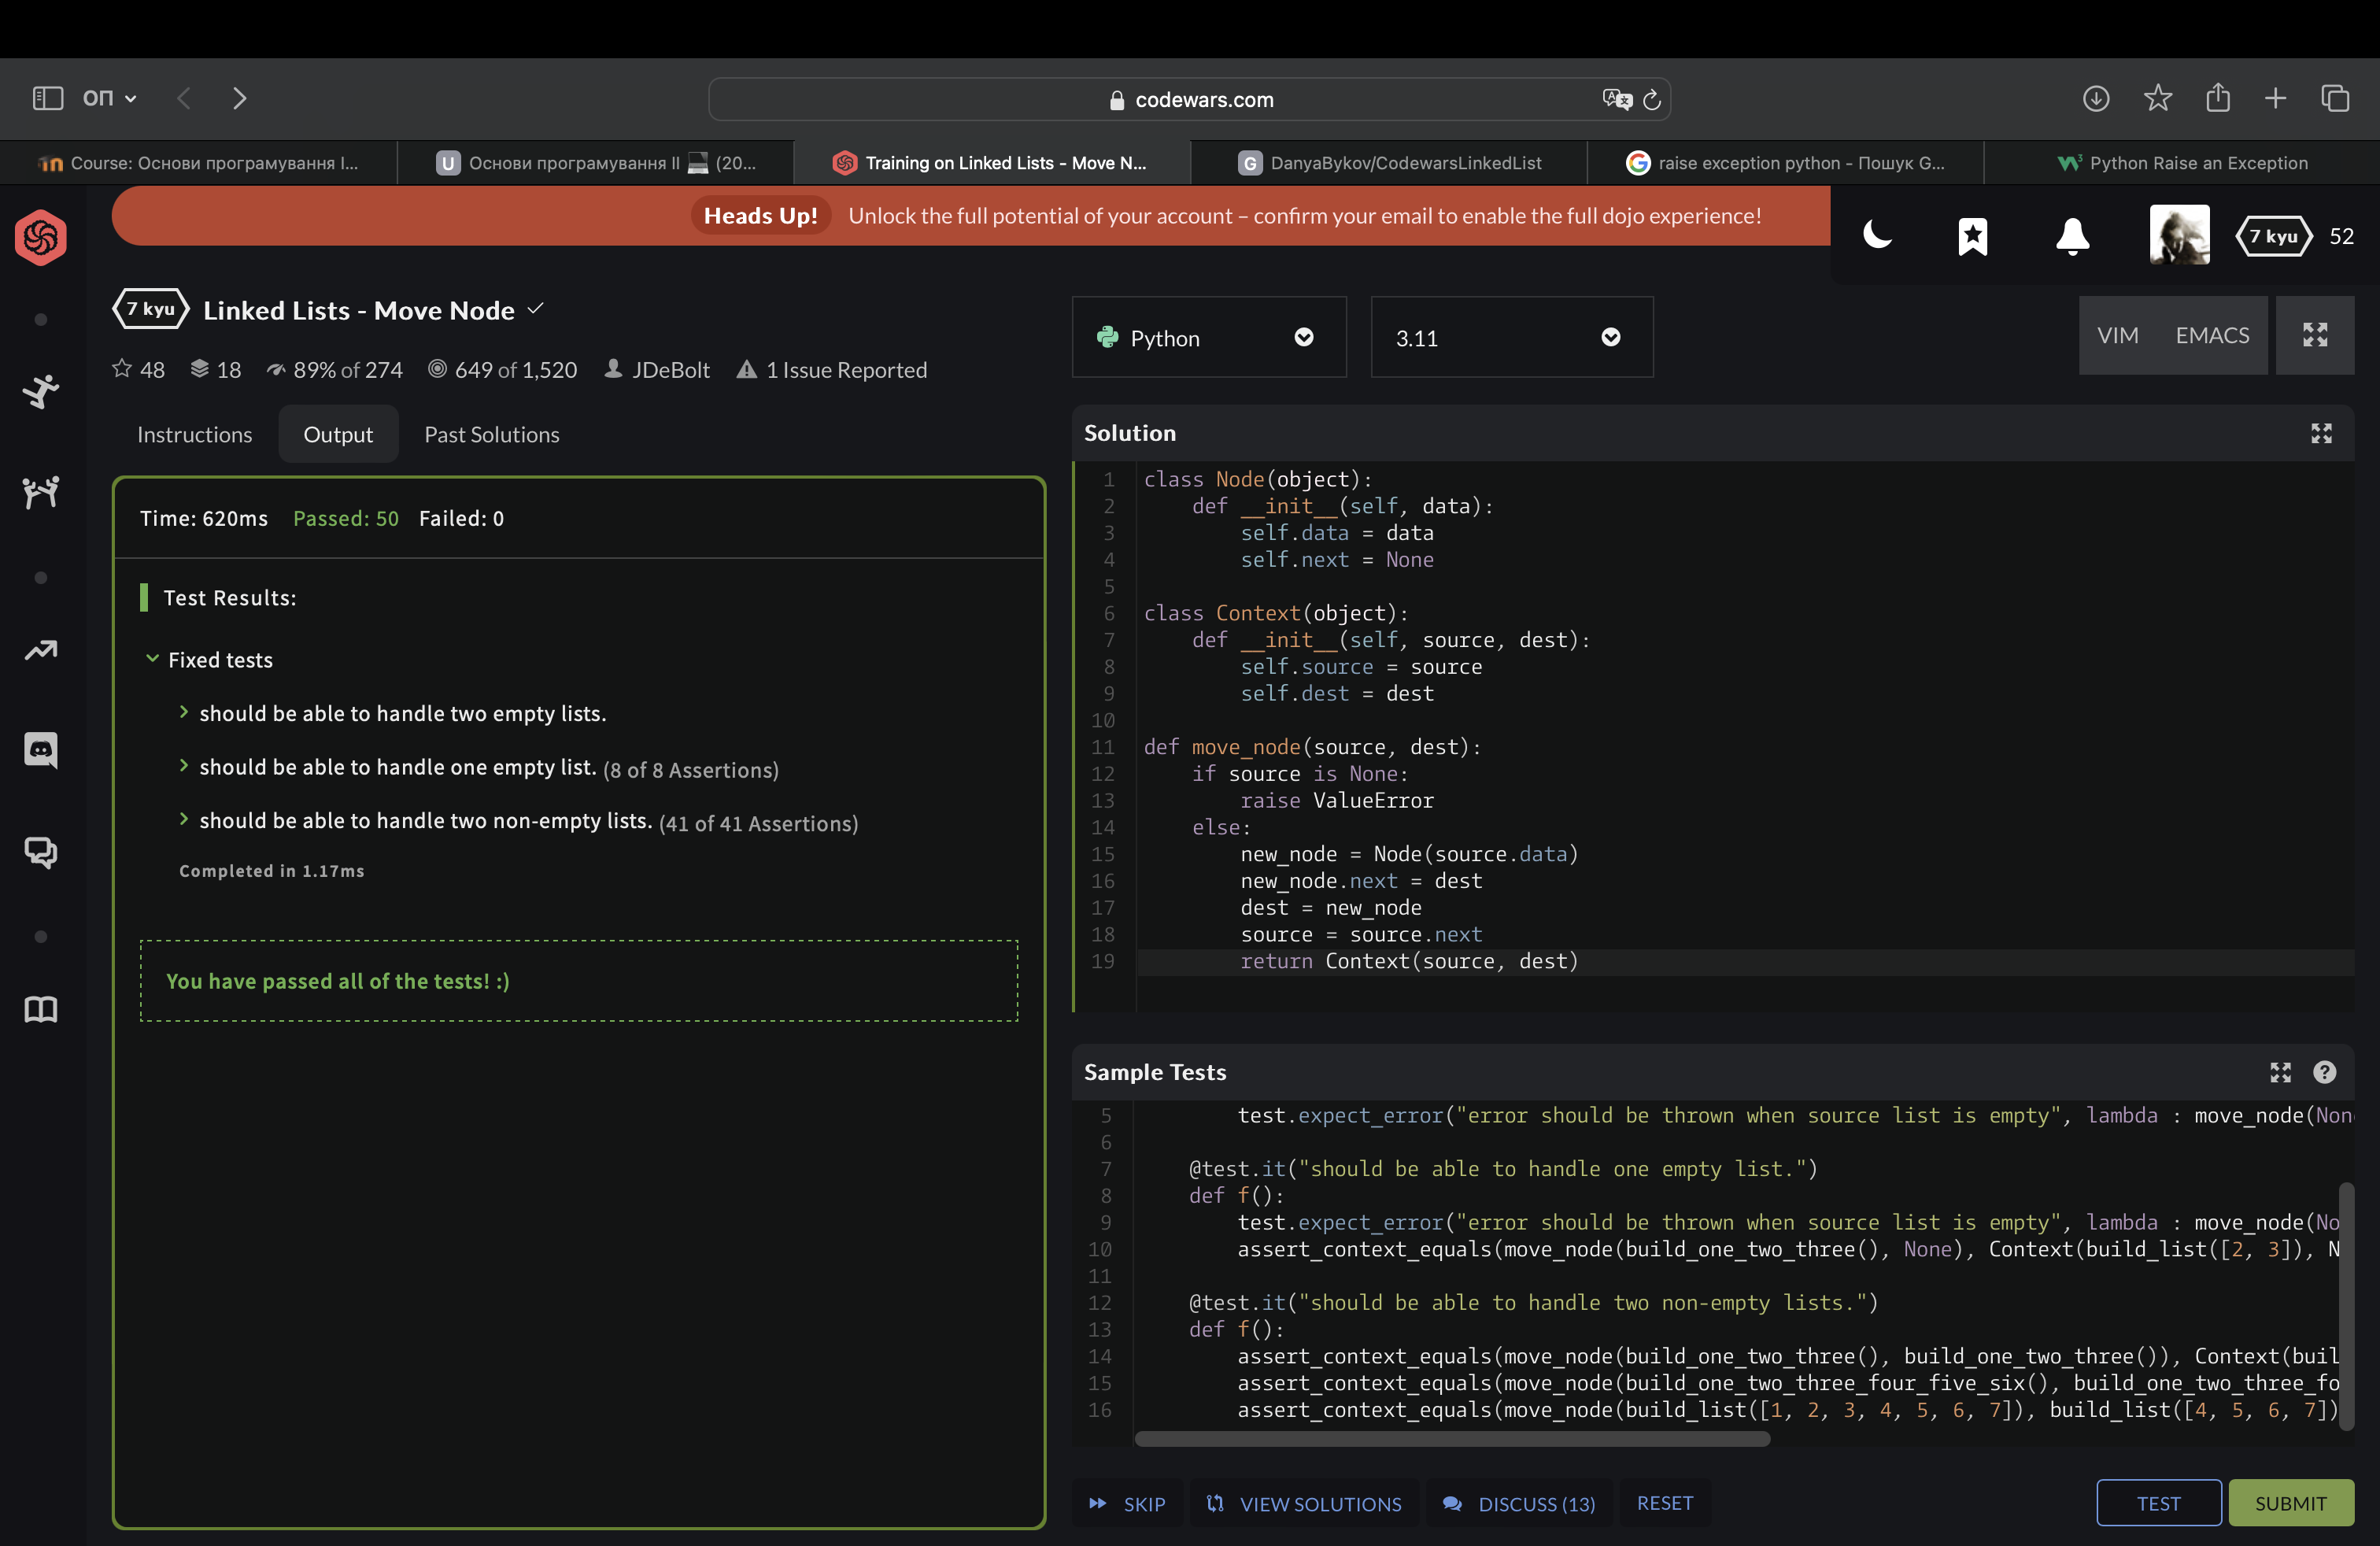 ОП
codewars.com
Course: Основи програмування I...
Основи програмування II 💻 (20...
Training on Linked Lists - Move N...
DanyaBykov/CodewarsLinkedList
raise exception python - Пошук G...
Python Raise an Exception
Heads Up! Unlock the full potential of your account – confirm your email to enable the full dojo experience!
7 kyu 52
7 kyu Linked Lists - Move Node
48 18 89% of 274 649 of 1,520 JDeBolt 1 Issue Reported
Python 3.11 VIM EMACS
Instructions Output Past Solutions
Time: 620ms Passed: 50 Failed: 0
Test Results:
Fixed tests
should be able to handle two empty lists.
should be able to handle one empty list. (8 of 8 Assertions)
should be able to handle two non-empty lists. (41 of 41 Assertions)
Completed in 1.17ms
You have passed all of the tests! :)
Solution
1 class Node(object):
2 def __init__(self, data):
3 self.data = data
4 self.next = None
5
6 class Context(object):
7 def __init__(self, source, dest):
8 self.source = source
9 self.dest = dest
10
11 def move_node(source, dest):
12 if source is None:
13 raise ValueError
14 else:
15 new_node = Node(source.data)
16 new_node.next = dest
17 dest = new_node
18 source = source.next
19 return Context(source, dest)
Sample Tests
5 test.expect_error("error should be thrown when source list is empty", lambda : move_node(Non
6
7 @test.it("should be able to handle one empty list.")
8 def f():
9 test.expect_error("error should be thrown when source list is empty", lambda : move_node(No
10 assert_context_equals(move_node(build_one_two_three(), None), Context(build_list([2, 3]), N
11
12 @test.it("should be able to handle two non-empty lists.")
13 def f():
14 assert_context_equals(move_node(build_one_two_three(), build_one_two_three()), Context(buil
15 assert_context_equals(move_node(build_one_two_three_four_five_six(), build_one_two_three_fo
16 assert_context_equals(move_node(build_list([1, 2, 3, 4, 5, 6, 7]), build_list([4, 5, 6, 7])
SKIP VIEW SOLUTIONS DISCUSS (13) RESET TEST SUBMIT